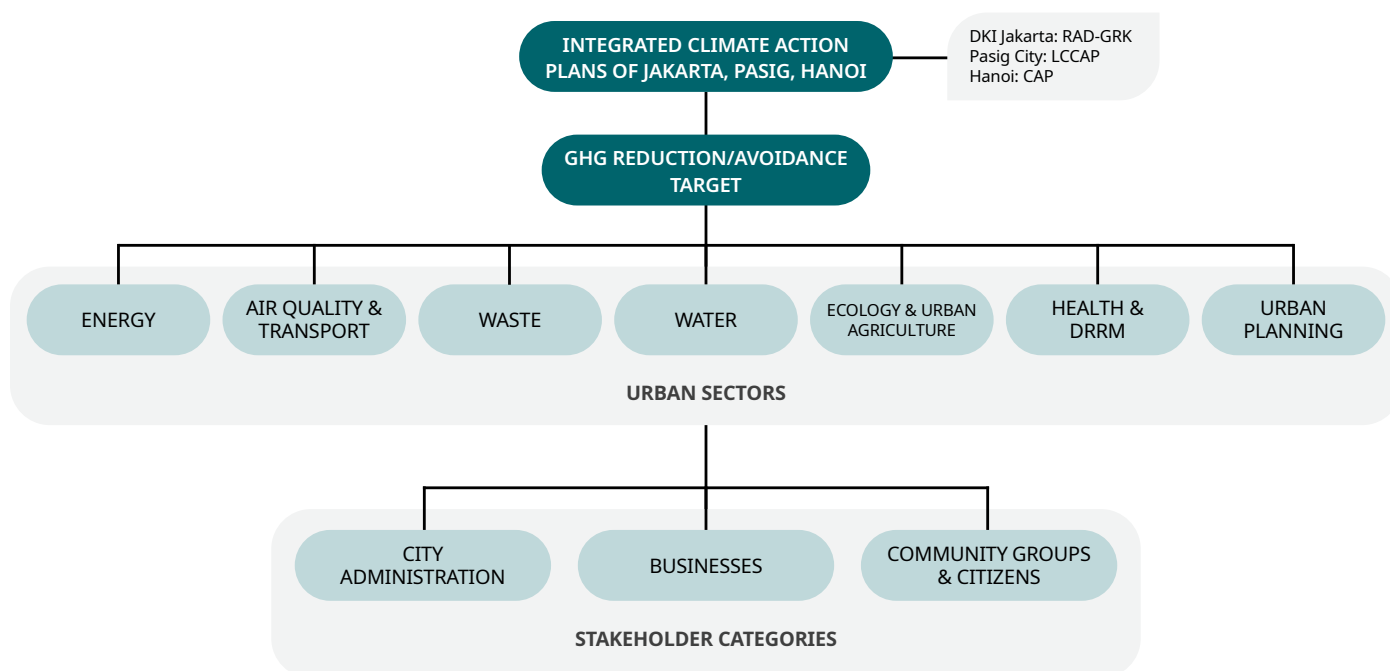 INTEGRATED CLIMATE ACTION
PLANS OF JAKARTA, PASIG, HANOI
DKI Jakarta: RAD-GRK
Pasig City: LCCAP
Hanoi: CAP
GHG REDUCTION/AVOIDANCE
TARGET
ENERGY
AIR QUALITY &
TRANSPORT
WASTE
WATER
ECOLOGY & URBAN
AGRICULTURE
HEALTH &
DRRM
URBAN
PLANNING
URBAN SECTORS
CITY
ADMINISTRATION
BUSINESSES
COMMUNITY GROUPS
& CITIZENS
STAKEHOLDER CATEGORIES